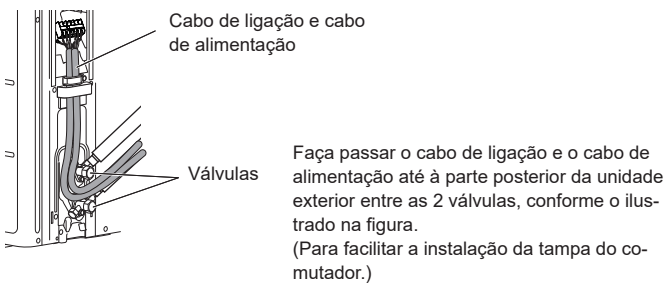 Cabo de ligação e cabo
de alimentação
Válvulas
Faça passar o cabo de ligação e o cabo de
alimentação até à parte posterior da unidade
exterior entre as 2 válvulas, conforme o ilus-
trado na figura.
(Para facilitar a instalação da tampa do co-
mutador.)